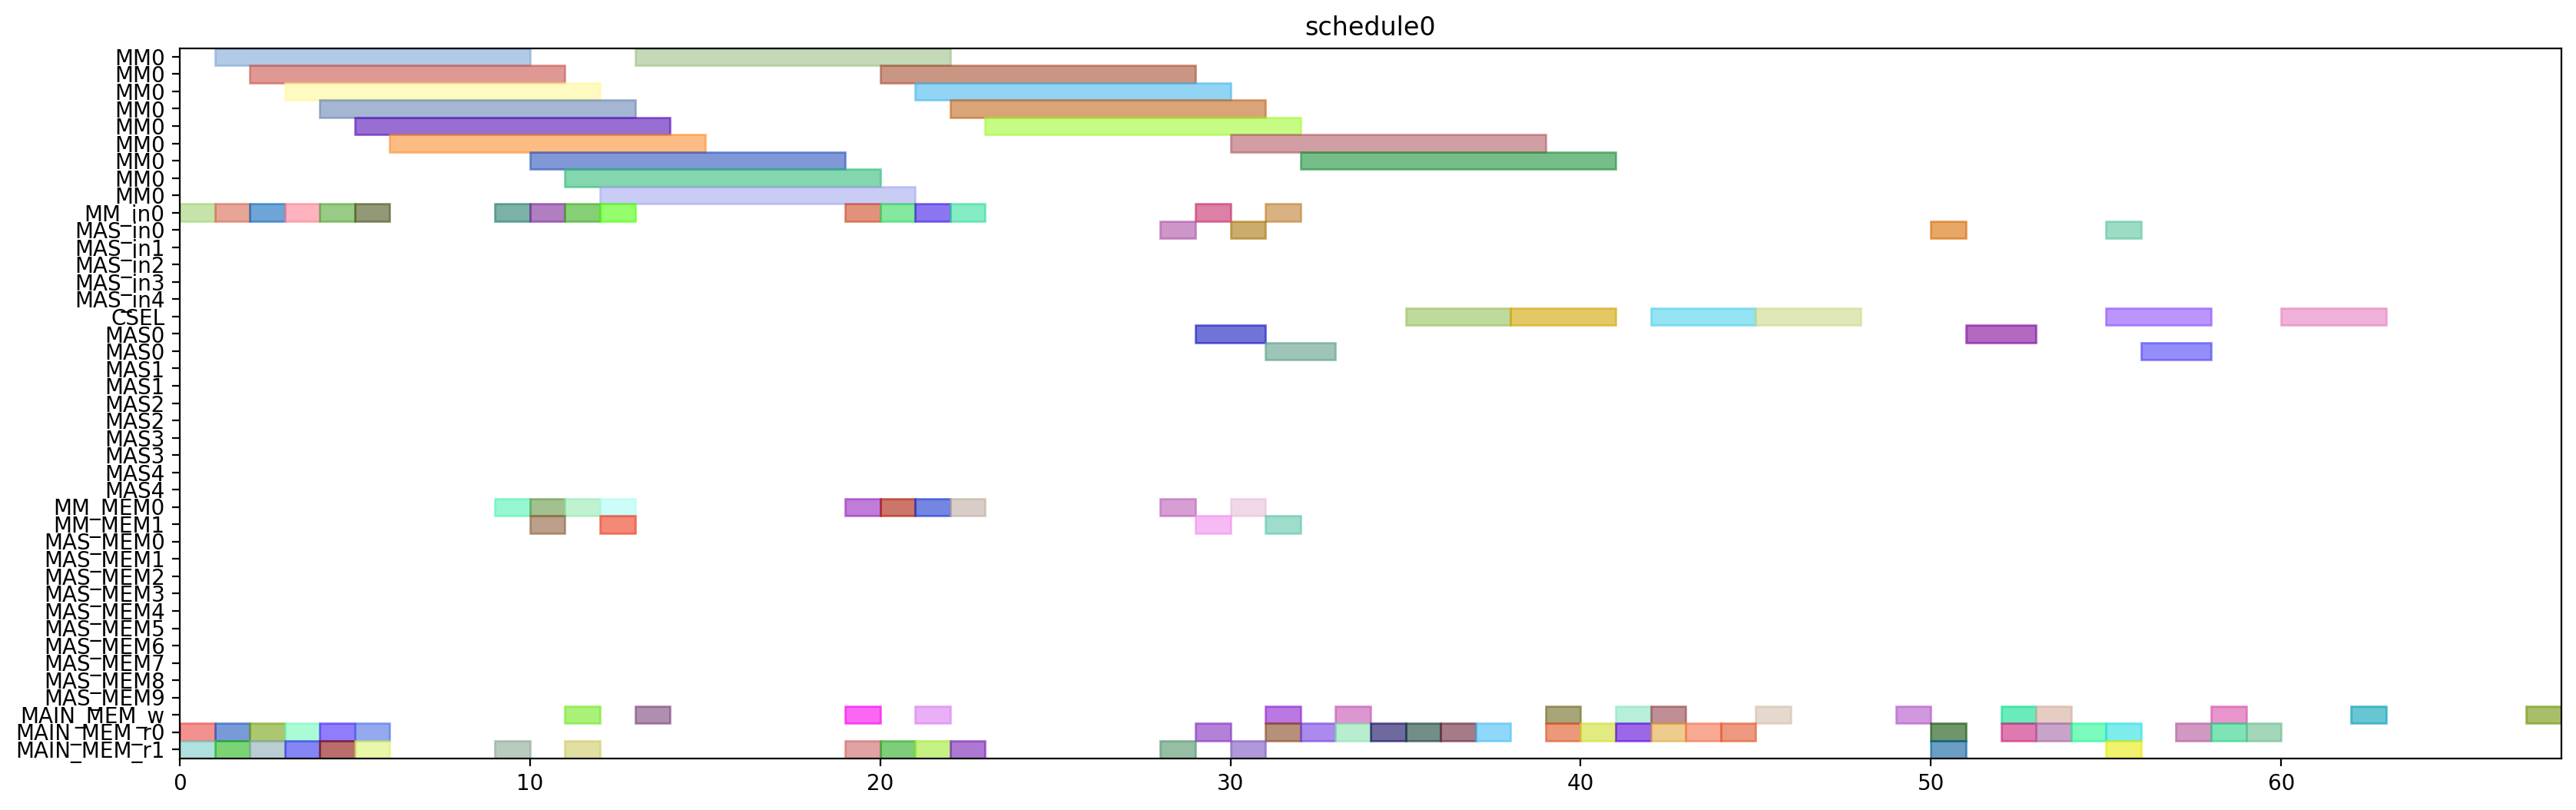 schedule0
MM0
MM0
MM0
MM0
MM0
MM0
MM0
MM0
MM0
MM_in0
MAS_in0
MAS_in1
MAS_in2
MAS_in3
MAS_in4
CSEL
MAS0
MAS0
MAS1
MAS1
MAS2
MAS2
MAS3
MAS3
MAS4
MAS4
MM_MEM0
MM_MEM1
MAS_MEM0
MAS_MEM1
MAS_MEM2
MAS_MEM3
MAS_MEM4
MAS_MEM5
MAS_MEM6
MAS_MEM7
MAS_MEM8
MAS_MEM9
MAIN_MEM_w
MAIN_MEM_r0
MAIN_MEM_r1
0 10 20 30 40 50 60